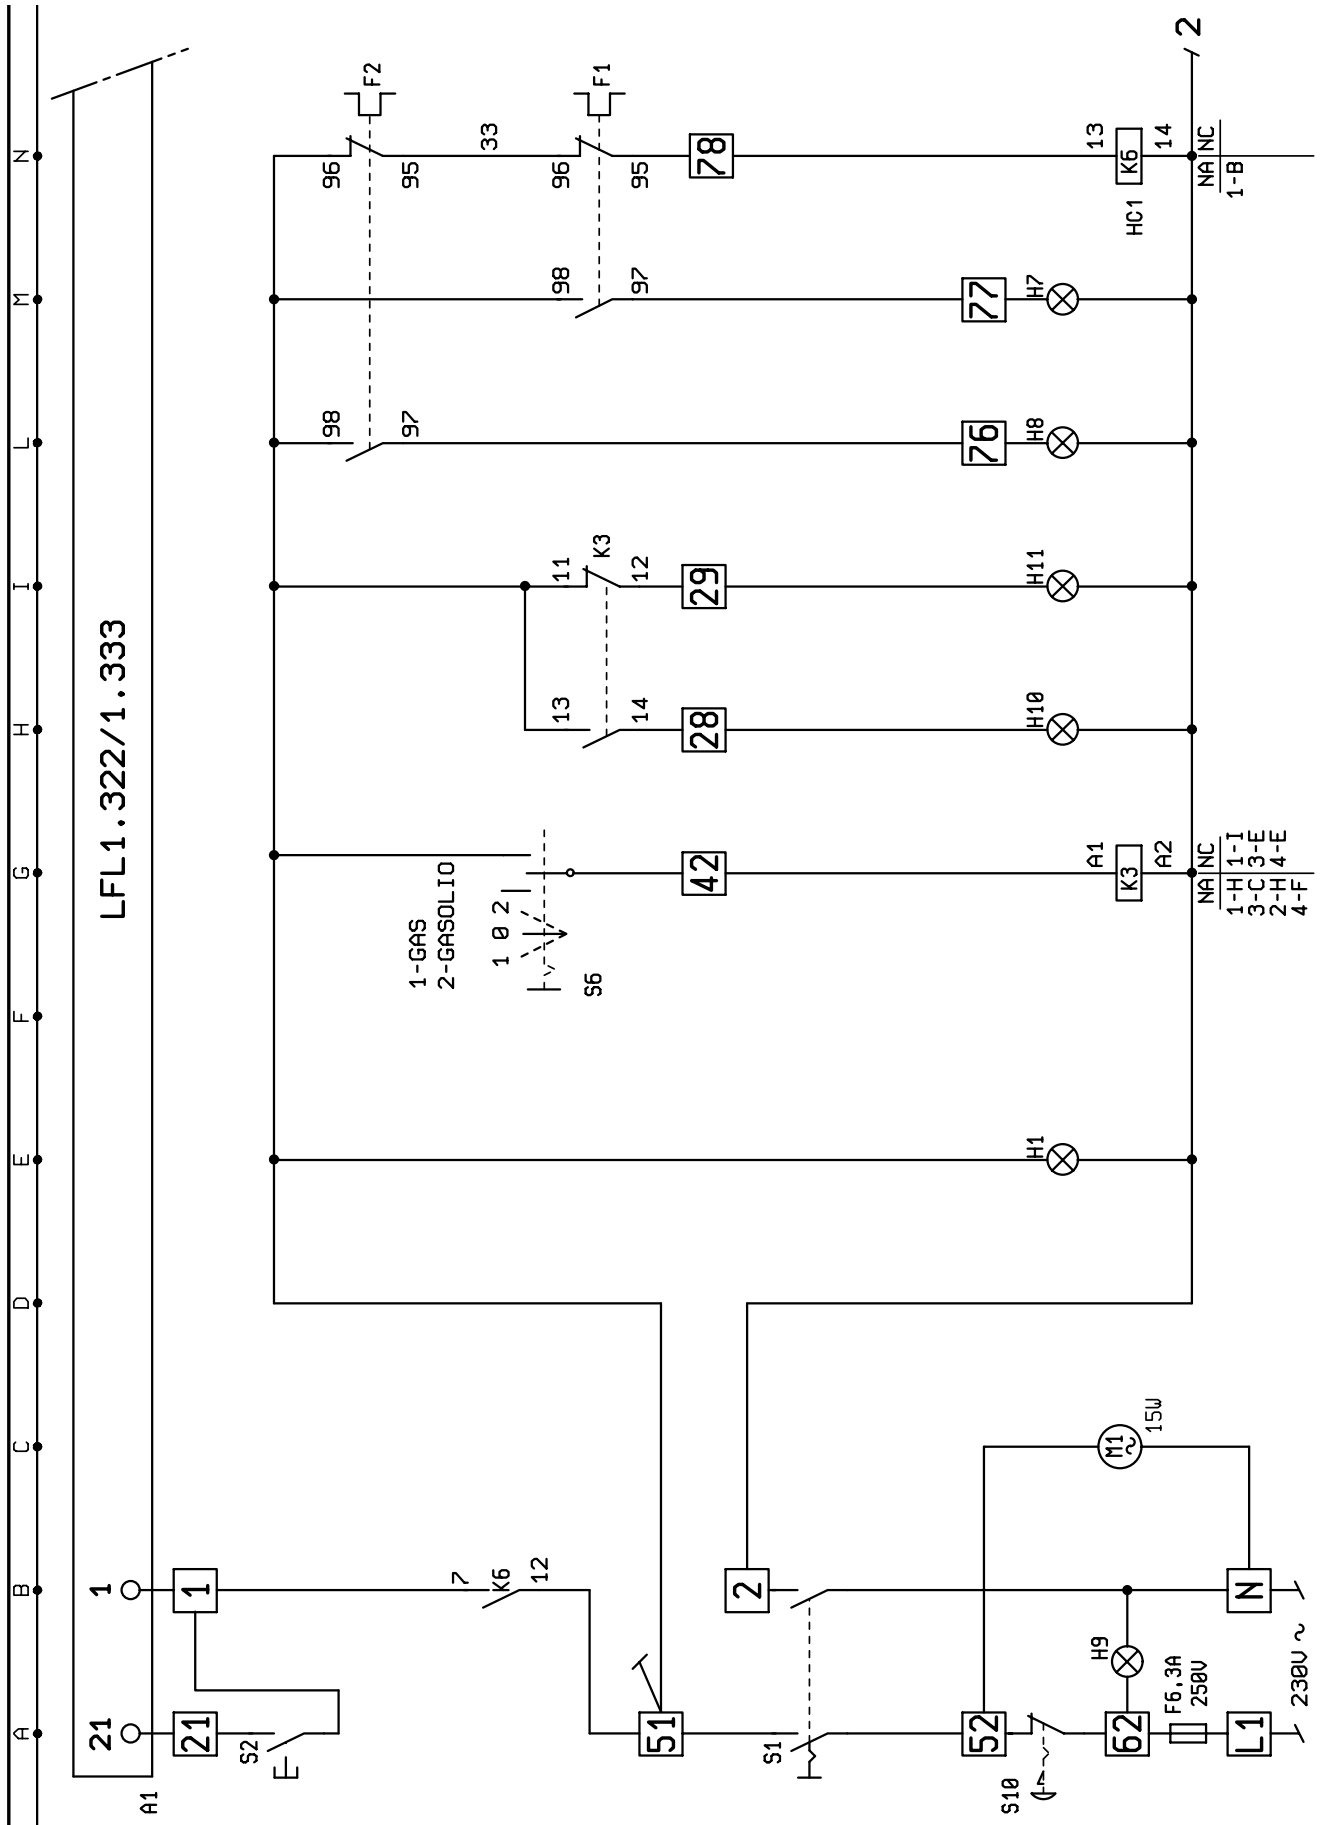 A B C D E F G H I L M N
LFL1.322/1.333
A1
21 1
21 1
S2
7
K6
12
51
2
S1
52
S10
62
H9
F6,3A
250V
L1
N
230V ~
M1
~
15W
H1
1-GAS
2-GASOLIO
1 0 2
S6
42
A1
K3
A2
NA NC
1-H 1-I
3-C 3-E
2-H 4-E
4-F
13
14
28
H10
11
K3
12
29
H11
98
97
76
H8
98
97
77
H7
96
F2
95
33
96
F1
95
78
13
K6
14
HC1
NA NC
1-B
2